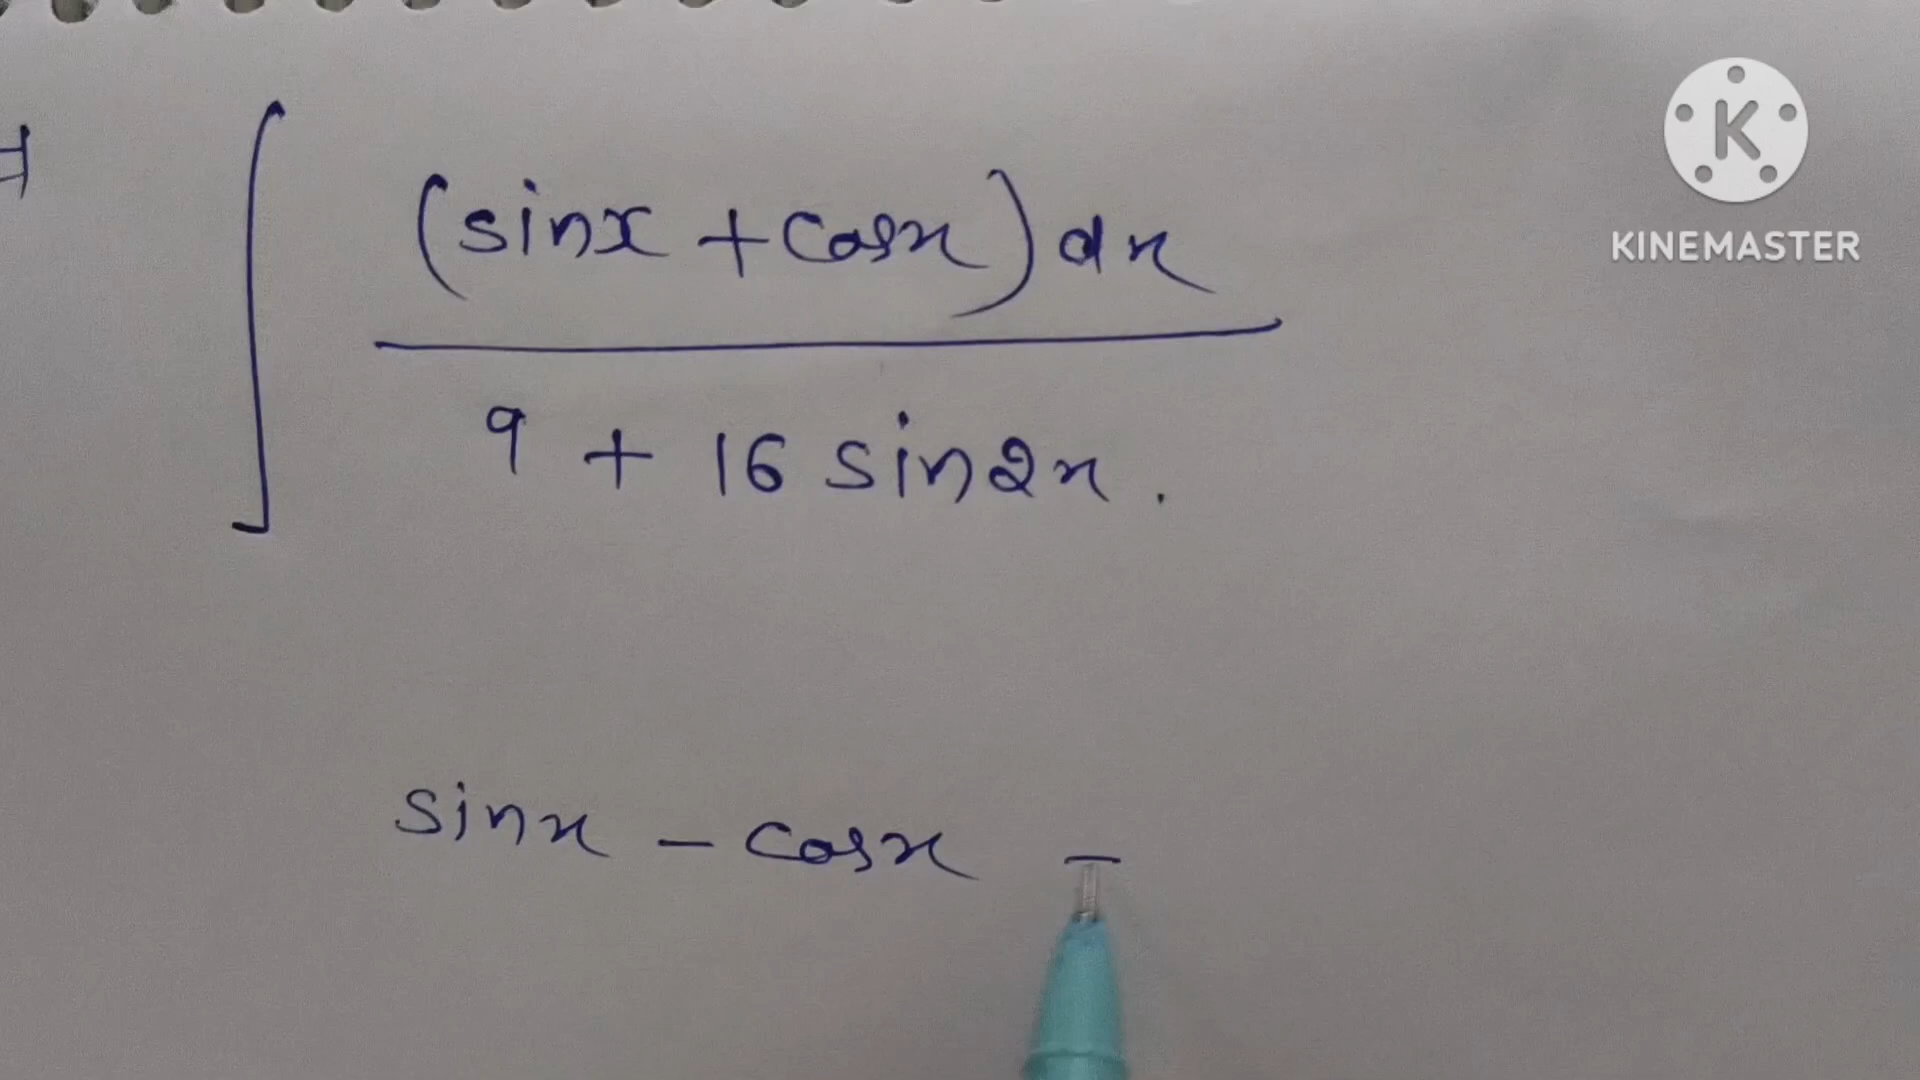 ∫ (sinx + cosx) dx
9 + 16 sin2x .
sinx - cosx
KINEMASTER